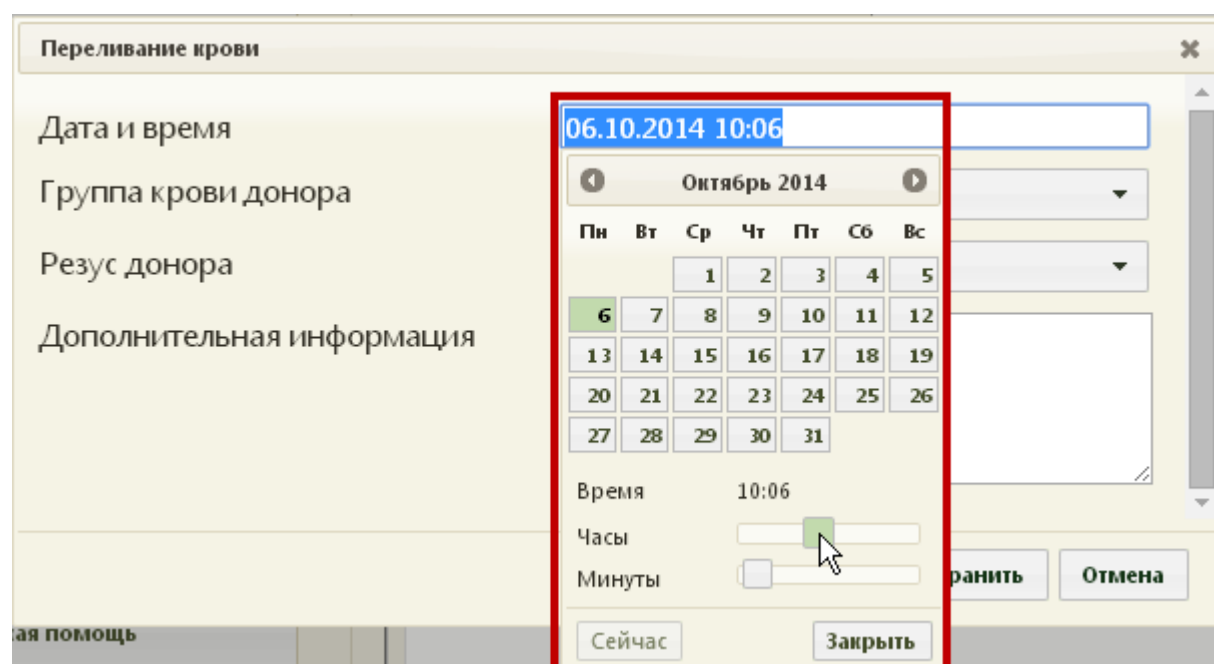 Переливание крови
Дата и время
06.10.2014 10:06
Группа крови донора
Резус донора
Дополнительная информация
Октябрь 2014
Пн Вт Ср Чт Пт Сб Вс
1 2 3 4 5
6 7 8 9 10 11 12
13 14 15 16 17 18 19
20 21 22 23 24 25 26
27 28 29 30 31
Время 10:06
Часы
Минуты
Сейчас Закрыть
ранить Отмена
ая помощь